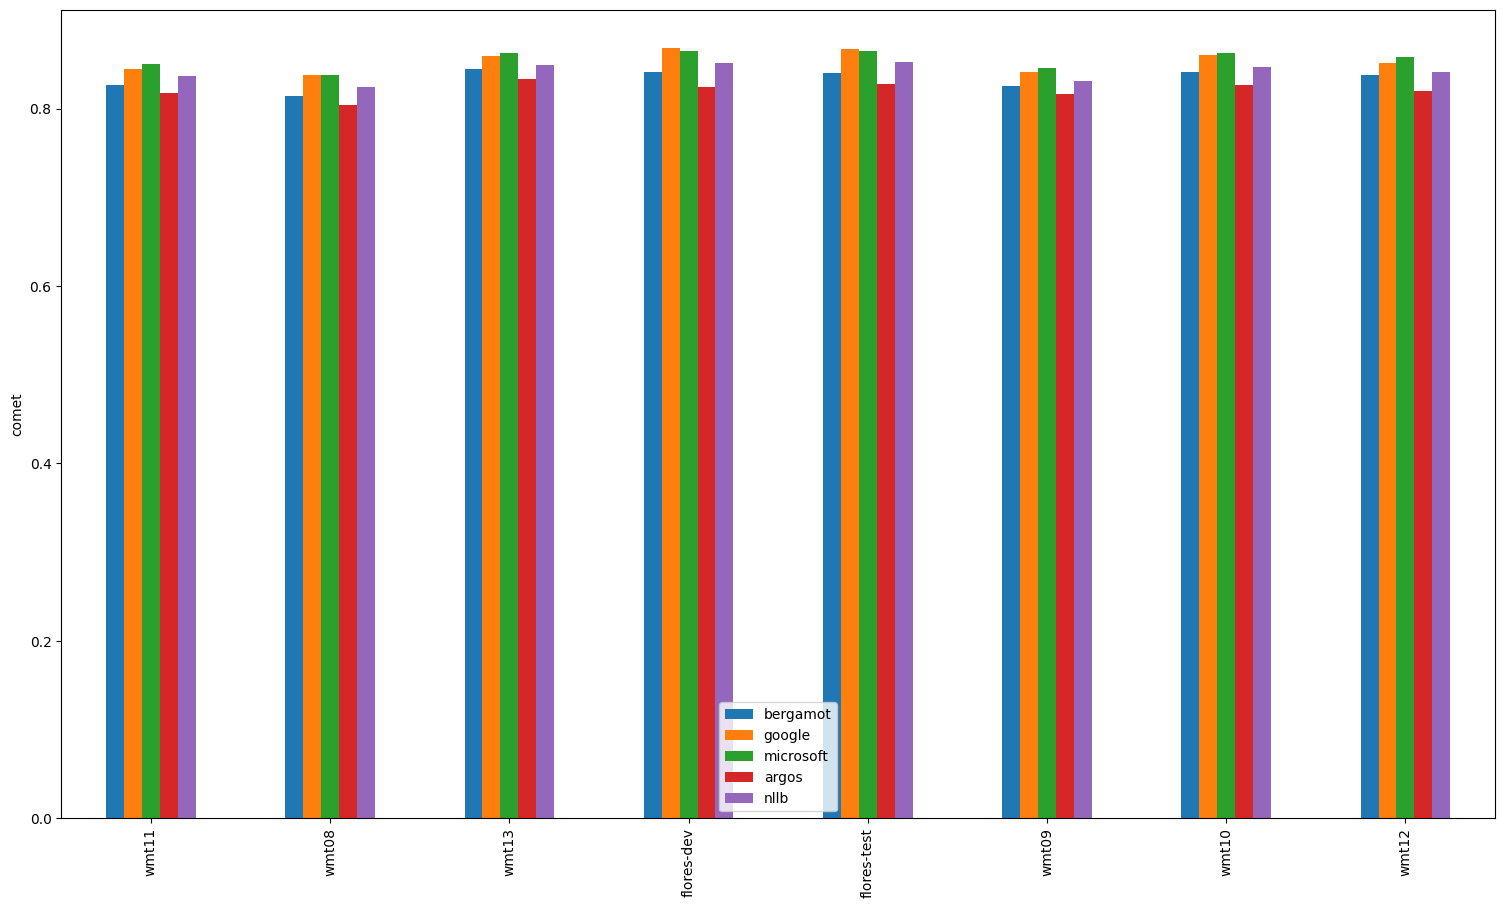 comet
0.8
0.6
0.4
0.2
0.0
bergamot
google
microsoft
argos
nllb
wmt11
wmt08
wmt13
flores-dev
flores-test
wmt09
wmt10
wmt12